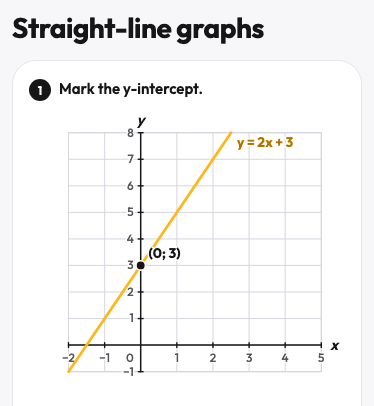 Straight-line graphs
1 Mark the y-intercept.
y
8
y = 2x + 3
7
6
5
4
(0; 3)
3
2
1
x
−2 −1 0 1 2 3 4 5
−1